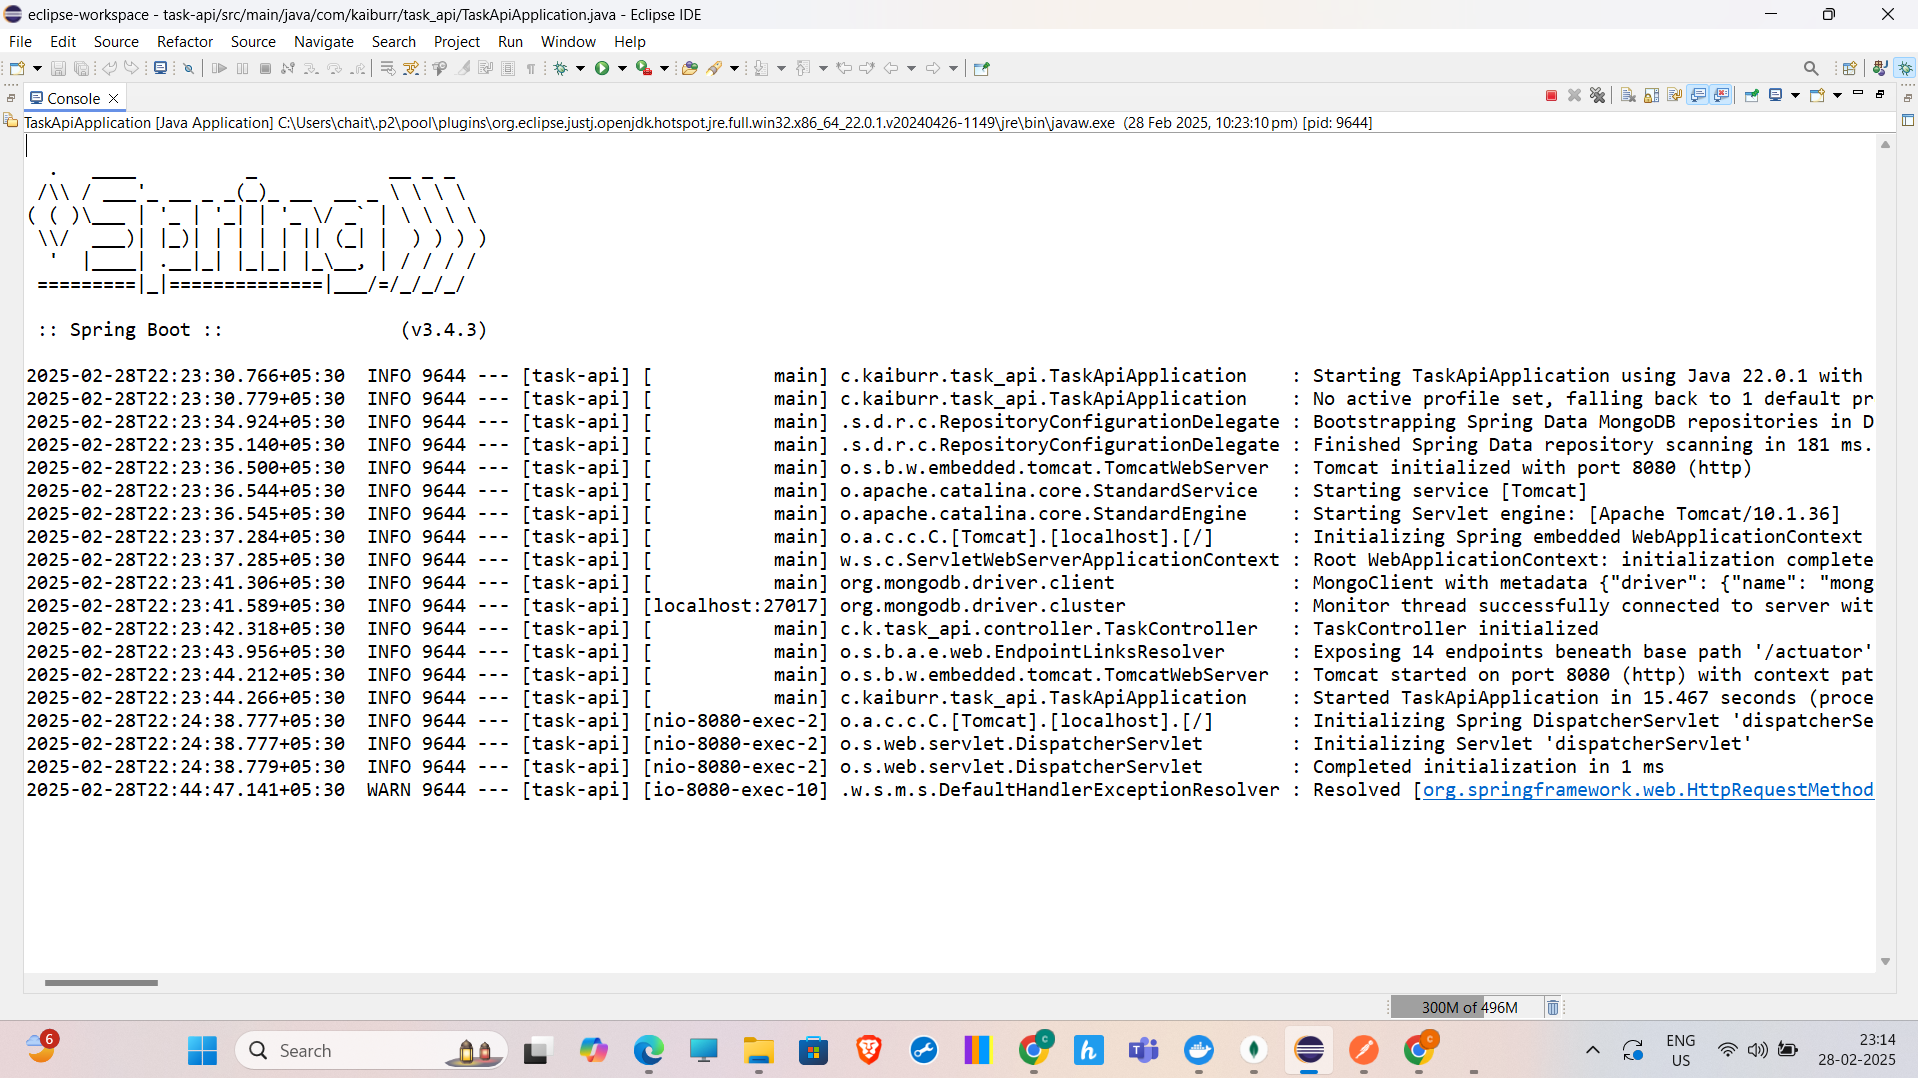 eclipse-workspace - task-api/src/main/java/com/kaiburr/task_api/TaskApiApplication.java - Eclipse IDE
File Edit Source Refactor Source Navigate Search Project Run Window Help
Console
TaskApiApplication [Java Application] C:\Users\chait\.p2\pool\plugins\org.eclipse.justj.openjdk.hotspot.jre.full.win32.x86_64_22.0.1.v20240426-1149\jre\bin\javaw.exe (28 Feb 2025, 10:23:10 pm) [pid: 9644]
  .   ____          _            __ _ _
 /\\ / ___'_ __ _ _(_)_ __  __ _ \ \ \ \
( ( )\___ | '_ | '_| | '_ \/ _` | \ \ \ \
 \\/  ___)| |_)| | | | | || (_| |  ) ) ) )
  '  |____| .__|_| |_|_| |_\__, | / / / /
 =========|_|==============|___/=/_/_/_/
 :: Spring Boot ::                (v3.4.3)
2025-02-28T22:23:30.766+05:30  INFO 9644 --- [task-api] [           main] c.kaiburr.task_api.TaskApiApplication    : Starting TaskApiApplication using Java 22.0.1 with
2025-02-28T22:23:30.779+05:30  INFO 9644 --- [task-api] [           main] c.kaiburr.task_api.TaskApiApplication    : No active profile set, falling back to 1 default pr
2025-02-28T22:23:34.924+05:30  INFO 9644 --- [task-api] [           main] .s.d.r.c.RepositoryConfigurationDelegate : Bootstrapping Spring Data MongoDB repositories in D
2025-02-28T22:23:35.140+05:30  INFO 9644 --- [task-api] [           main] .s.d.r.c.RepositoryConfigurationDelegate : Finished Spring Data repository scanning in 181 ms.
2025-02-28T22:23:36.500+05:30  INFO 9644 --- [task-api] [           main] o.s.b.w.embedded.tomcat.TomcatWebServer  : Tomcat initialized with port 8080 (http)
2025-02-28T22:23:36.544+05:30  INFO 9644 --- [task-api] [           main] o.apache.catalina.core.StandardService   : Starting service [Tomcat]
2025-02-28T22:23:36.545+05:30  INFO 9644 --- [task-api] [           main] o.apache.catalina.core.StandardEngine    : Starting Servlet engine: [Apache Tomcat/10.1.36]
2025-02-28T22:23:37.284+05:30  INFO 9644 --- [task-api] [           main] o.a.c.c.C.[Tomcat].[localhost].[/]       : Initializing Spring embedded WebApplicationContext
2025-02-28T22:23:37.285+05:30  INFO 9644 --- [task-api] [           main] w.s.c.ServletWebServerApplicationContext : Root WebApplicationContext: initialization complete
2025-02-28T22:23:41.306+05:30  INFO 9644 --- [task-api] [           main] org.mongodb.driver.client                : MongoClient with metadata {"driver": {"name": "mong
2025-02-28T22:23:41.589+05:30  INFO 9644 --- [task-api] [localhost:27017] org.mongodb.driver.cluster               : Monitor thread successfully connected to server wit
2025-02-28T22:23:42.318+05:30  INFO 9644 --- [task-api] [           main] c.k.task_api.controller.TaskController   : TaskController initialized
2025-02-28T22:23:43.956+05:30  INFO 9644 --- [task-api] [           main] o.s.b.a.e.web.EndpointLinksResolver      : Exposing 14 endpoints beneath base path '/actuator'
2025-02-28T22:23:44.212+05:30  INFO 9644 --- [task-api] [           main] o.s.b.w.embedded.tomcat.TomcatWebServer  : Tomcat started on port 8080 (http) with context pat
2025-02-28T22:23:44.266+05:30  INFO 9644 --- [task-api] [           main] c.kaiburr.task_api.TaskApiApplication    : Started TaskApiApplication in 15.467 seconds (proce
2025-02-28T22:24:38.777+05:30  INFO 9644 --- [task-api] [nio-8080-exec-2] o.a.c.c.C.[Tomcat].[localhost].[/]       : Initializing Spring DispatcherServlet 'dispatcherSe
2025-02-28T22:24:38.777+05:30  INFO 9644 --- [task-api] [nio-8080-exec-2] o.s.web.servlet.DispatcherServlet        : Initializing Servlet 'dispatcherServlet'
2025-02-28T22:24:38.779+05:30  INFO 9644 --- [task-api] [nio-8080-exec-2] o.s.web.servlet.DispatcherServlet        : Completed initialization in 1 ms
2025-02-28T22:44:47.141+05:30  WARN 9644 --- [task-api] [io-8080-exec-10] .w.s.m.s.DefaultHandlerExceptionResolver : Resolved [org.springframework.web.HttpRequestMethod
300M of 496M
6
Search
C
h
C
ENG
US
23:14
28-02-2025